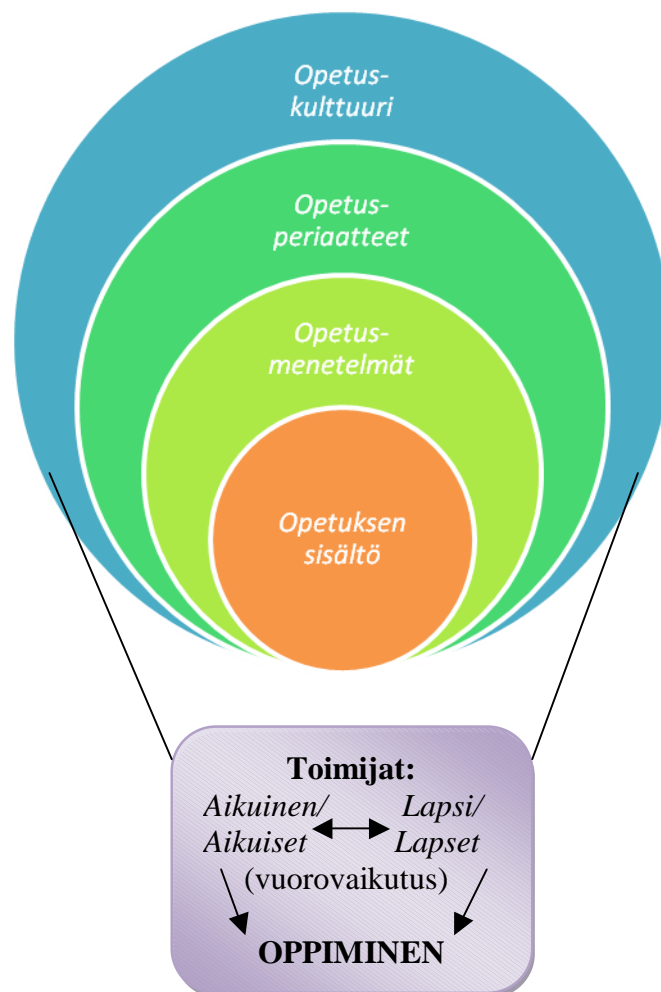 Opetus-
kulttuuri
Opetus-
periaatteet
Opetus-
menetelmät
Opetuksen
sisältö
Toimijat:
Aikuinen/ Lapsi/
Aikuiset Lapset
(vuorovaikutus)
OPPIMINEN